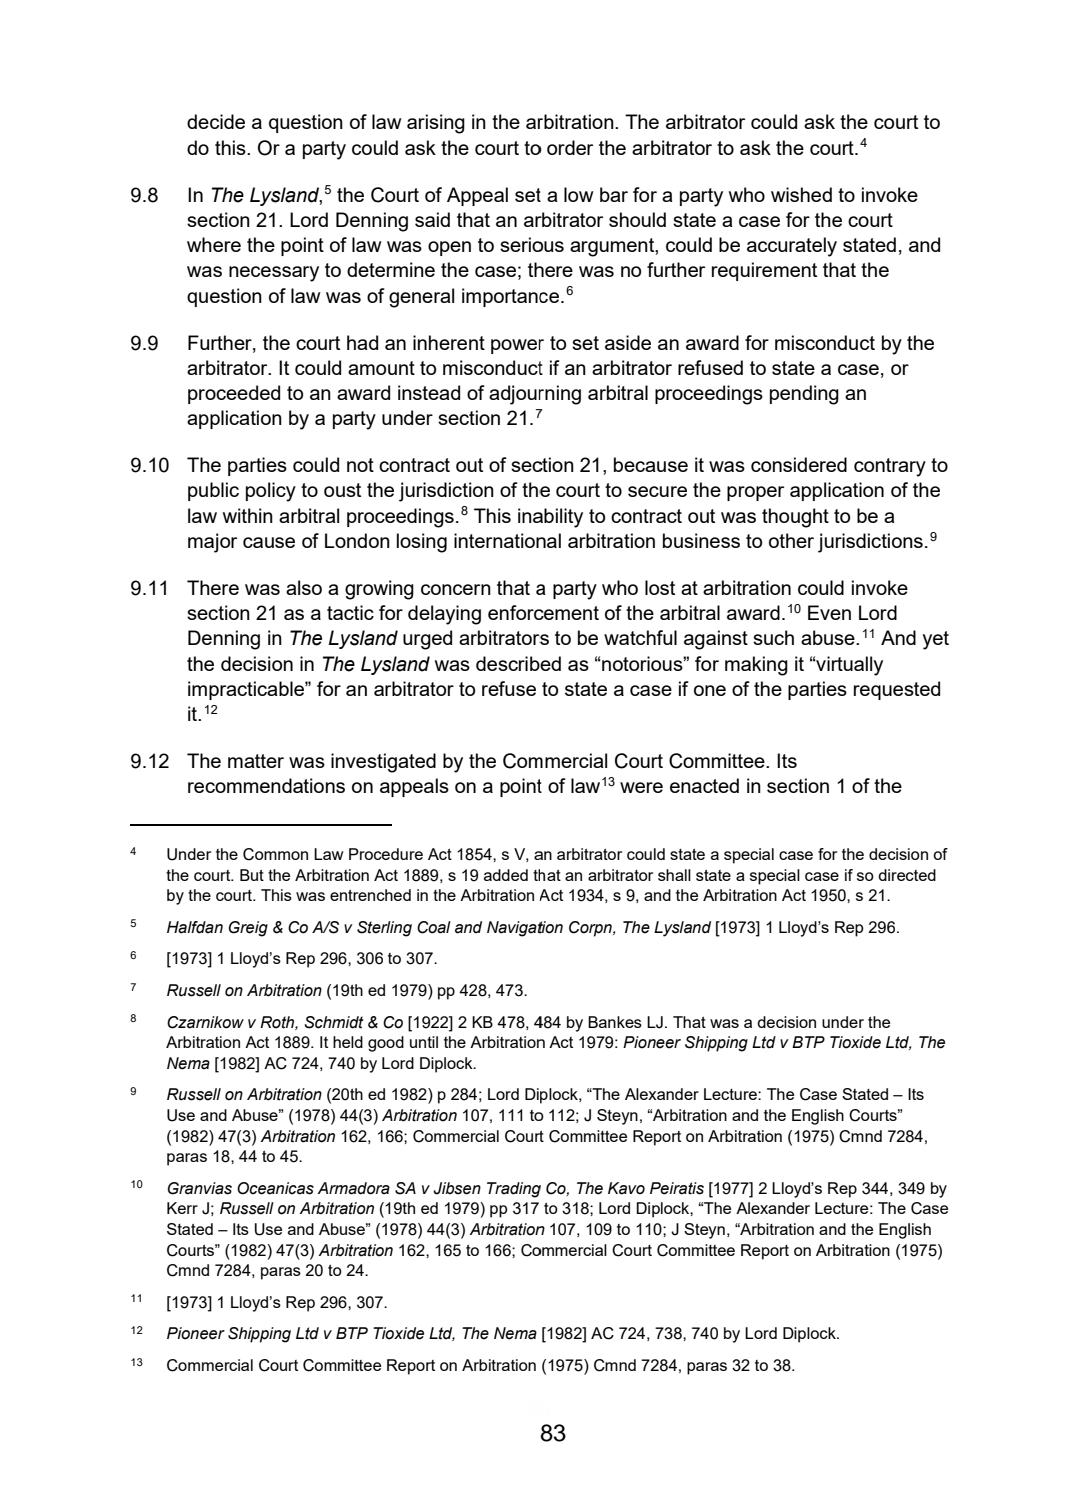 decide a question of law arising in the arbitration. The arbitrator could ask the court to
do this. Or a party could ask the court to order the arbitrator to ask the court.4
9.8 In The Lysland,5 the Court of Appeal set a low bar for a party who wished to invoke
section 21. Lord Denning said that an arbitrator should state a case for the court
where the point of law was open to serious argument, could be accurately stated, and
was necessary to determine the case; there was no further requirement that the
question of law was of general importance.6
9.9 Further, the court had an inherent power to set aside an award for misconduct by the
arbitrator. It could amount to misconduct if an arbitrator refused to state a case, or
proceeded to an award instead of adjourning arbitral proceedings pending an
application by a party under section 21.7
9.10 The parties could not contract out of section 21, because it was considered contrary to
public policy to oust the jurisdiction of the court to secure the proper application of the
law within arbitral proceedings.8 This inability to contract out was thought to be a
major cause of London losing international arbitration business to other jurisdictions.9
9.11 There was also a growing concern that a party who lost at arbitration could invoke
section 21 as a tactic for delaying enforcement of the arbitral award.10 Even Lord
Denning in The Lysland urged arbitrators to be watchful against such abuse.11 And yet
the decision in The Lysland was described as “notorious” for making it “virtually
impracticable” for an arbitrator to refuse to state a case if one of the parties requested
it.12
9.12 The matter was investigated by the Commercial Court Committee. Its
recommendations on appeals on a point of law13 were enacted in section 1 of the
4 Under the Common Law Procedure Act 1854, s V, an arbitrator could state a special case for the decision of
the court. But the Arbitration Act 1889, s 19 added that an arbitrator shall state a special case if so directed
by the court. This was entrenched in the Arbitration Act 1934, s 9, and the Arbitration Act 1950, s 21.
5 Halfdan Greig & Co A/S v Sterling Coal and Navigation Corpn, The Lysland [1973] 1 Lloyd’s Rep 296.
6 [1973] 1 Lloyd’s Rep 296, 306 to 307.
7 Russell on Arbitration (19th ed 1979) pp 428, 473.
8 Czarnikow v Roth, Schmidt & Co [1922] 2 KB 478, 484 by Bankes LJ. That was a decision under the
Arbitration Act 1889. It held good until the Arbitration Act 1979: Pioneer Shipping Ltd v BTP Tioxide Ltd, The
Nema [1982] AC 724, 740 by Lord Diplock.
9 Russell on Arbitration (20th ed 1982) p 284; Lord Diplock, “The Alexander Lecture: The Case Stated – Its
Use and Abuse” (1978) 44(3) Arbitration 107, 111 to 112; J Steyn, “Arbitration and the English Courts”
(1982) 47(3) Arbitration 162, 166; Commercial Court Committee Report on Arbitration (1975) Cmnd 7284,
paras 18, 44 to 45.
10 Granvias Oceanicas Armadora SA v Jibsen Trading Co, The Kavo Peiratis [1977] 2 Lloyd’s Rep 344, 349 by
Kerr J; Russell on Arbitration (19th ed 1979) pp 317 to 318; Lord Diplock, “The Alexander Lecture: The Case
Stated – Its Use and Abuse” (1978) 44(3) Arbitration 107, 109 to 110; J Steyn, “Arbitration and the English
Courts” (1982) 47(3) Arbitration 162, 165 to 166; Commercial Court Committee Report on Arbitration (1975)
Cmnd 7284, paras 20 to 24.
11 [1973] 1 Lloyd’s Rep 296, 307.
12 Pioneer Shipping Ltd v BTP Tioxide Ltd, The Nema [1982] AC 724, 738, 740 by Lord Diplock.
13 Commercial Court Committee Report on Arbitration (1975) Cmnd 7284, paras 32 to 38.
83